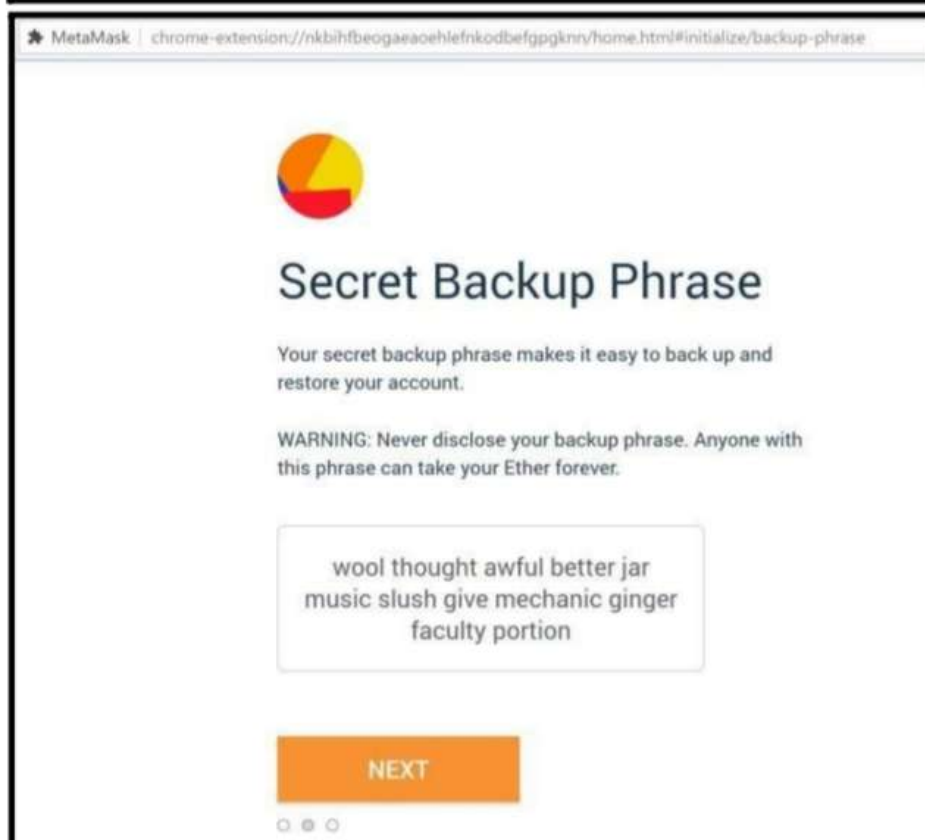 MetaMask | chrome-extension://nkbihfbeogaeaoehlefnkodbefgpgknn/home.html#initialize/backup-phrase
Secret Backup Phrase
Your secret backup phrase makes it easy to back up and
restore your account.
WARNING: Never disclose your backup phrase. Anyone with
this phrase can take your Ether forever.
wool thought awful better jar
music slush give mechanic ginger
faculty portion
NEXT